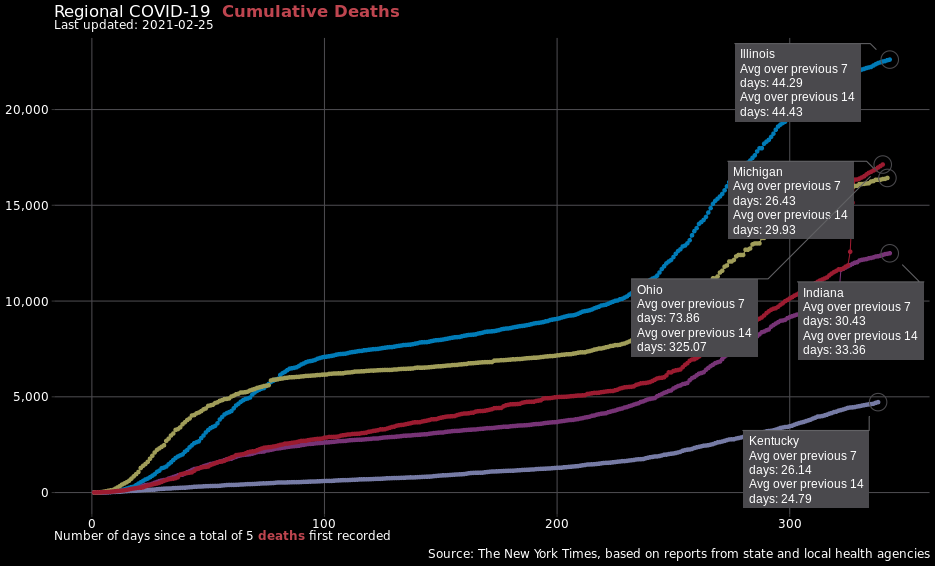 Regional COVID-19 Cumulative Deaths
Last updated: 2021-02-25
Illinois
Avg over previous 7
days: 44.29
Avg over previous 14
days: 44.43
20,000
Michigan
Avg over previous 7
days: 26.43
Avg over previous 14
days: 29.93
15,000
Ohio
Avg over previous 7
days: 73.86
Avg over previous 14
days: 325.07
Indiana
Avg over previous 7
days: 30.43
Avg over previous 14
days: 33.36
10,000
5,000
Kentucky
Avg over previous 7
days: 26.14
Avg over previous 14
days: 24.79
0
0 100 200 300
Number of days since a total of 5 deaths first recorded
Source: The New York Times, based on reports from state and local health agencies